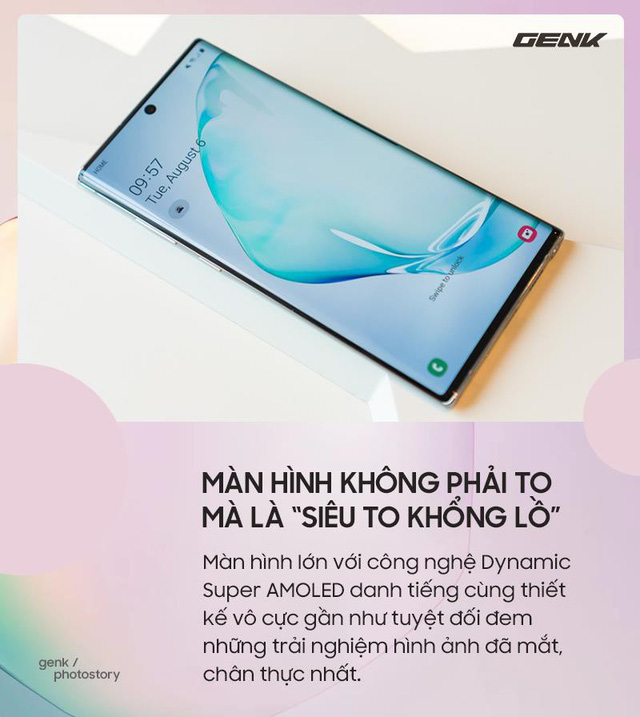 GENK
HOME
09:57
Tue, August 6
Swipe to unlock
MÀN HÌNH KHÔNG PHẢI TO
MÀ LÀ “SIÊU TO KHỔNG LỒ”
Màn hình lớn với công nghệ Dynamic
Super AMOLED danh tiếng cùng thiết
kế vô cực gần như tuyệt đối đem
những trải nghiệm hình ảnh đã mắt,
chân thực nhất.
genk /
photostory